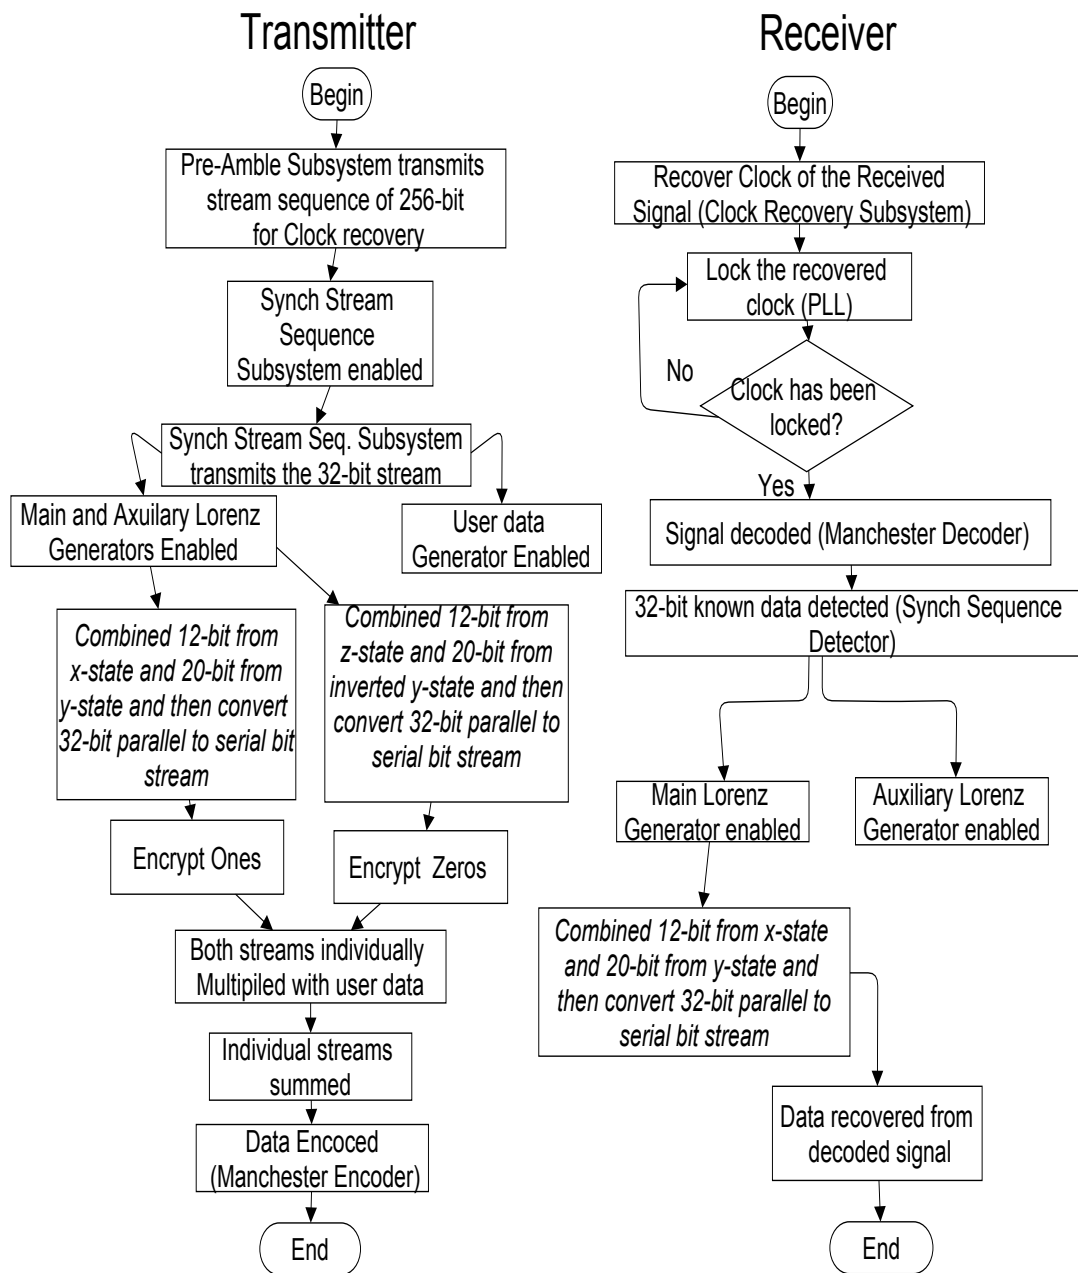 Transmitter
Begin
Pre-Amble Subsystem transmits
stream sequence of 256-bit
for Clock recovery
Synch Stream
Sequence
Subsystem enabled
Synch Stream Seq. Subsystem
transmits the 32-bit stream
Main and Axuilary Lorenz
Generators Enabled
User data
Generator Enabled
Combined 12-bit from
x-state and 20-bit from
y-state and then convert
32-bit parallel to serial bit
stream
Combined 12-bit from
z-state and 20-bit from
inverted y-state and then
convert 32-bit parallel to
serial bit stream
Encrypt Ones
Encrypt Zeros
Both streams individually
Multipiled with user data
Individual streams
summed
Data Encoced
(Manchester Encoder)
End
Receiver
Begin
Recover Clock of the Received
Signal (Clock Recovery Subsystem)
Lock the recovered
clock (PLL)
No
Clock has been
locked?
Yes
Signal decoded (Manchester Decoder)
32-bit known data detected (Synch Sequence
Detector)
Main Lorenz
Generator enabled
Auxiliary Lorenz
Generator enabled
Combined 12-bit from x-state
and 20-bit from y-state and
then convert 32-bit parallel to
serial bit stream
Data recovered from
decoded signal
End